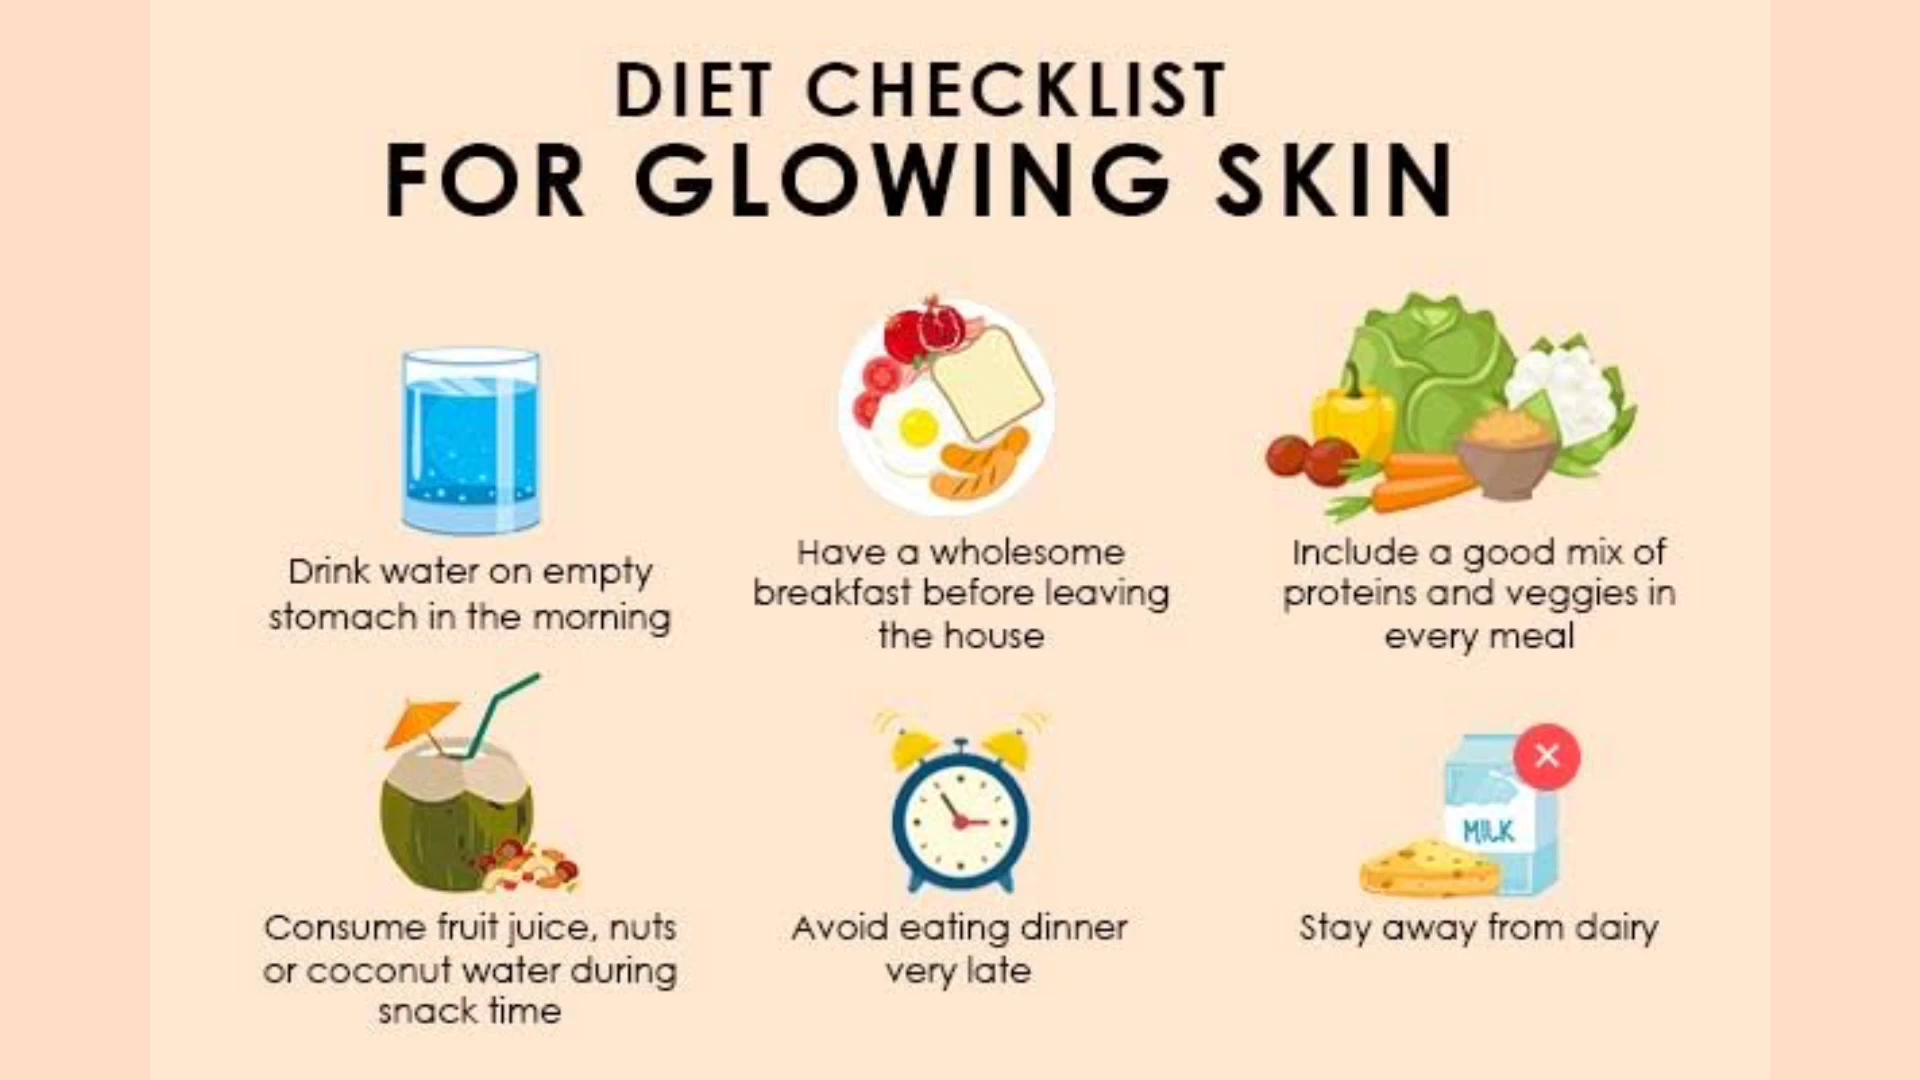 DIET CHECKLIST
FOR GLOWING SKIN
Drink water on empty
stomach in the morning
Have a wholesome
breakfast before leaving
the house
Include a good mix of
proteins and veggies in
every meal
Consume fruit juice, nuts
or coconut water during
snack time
Avoid eating dinner
very late
MILK
Stay away from dairy